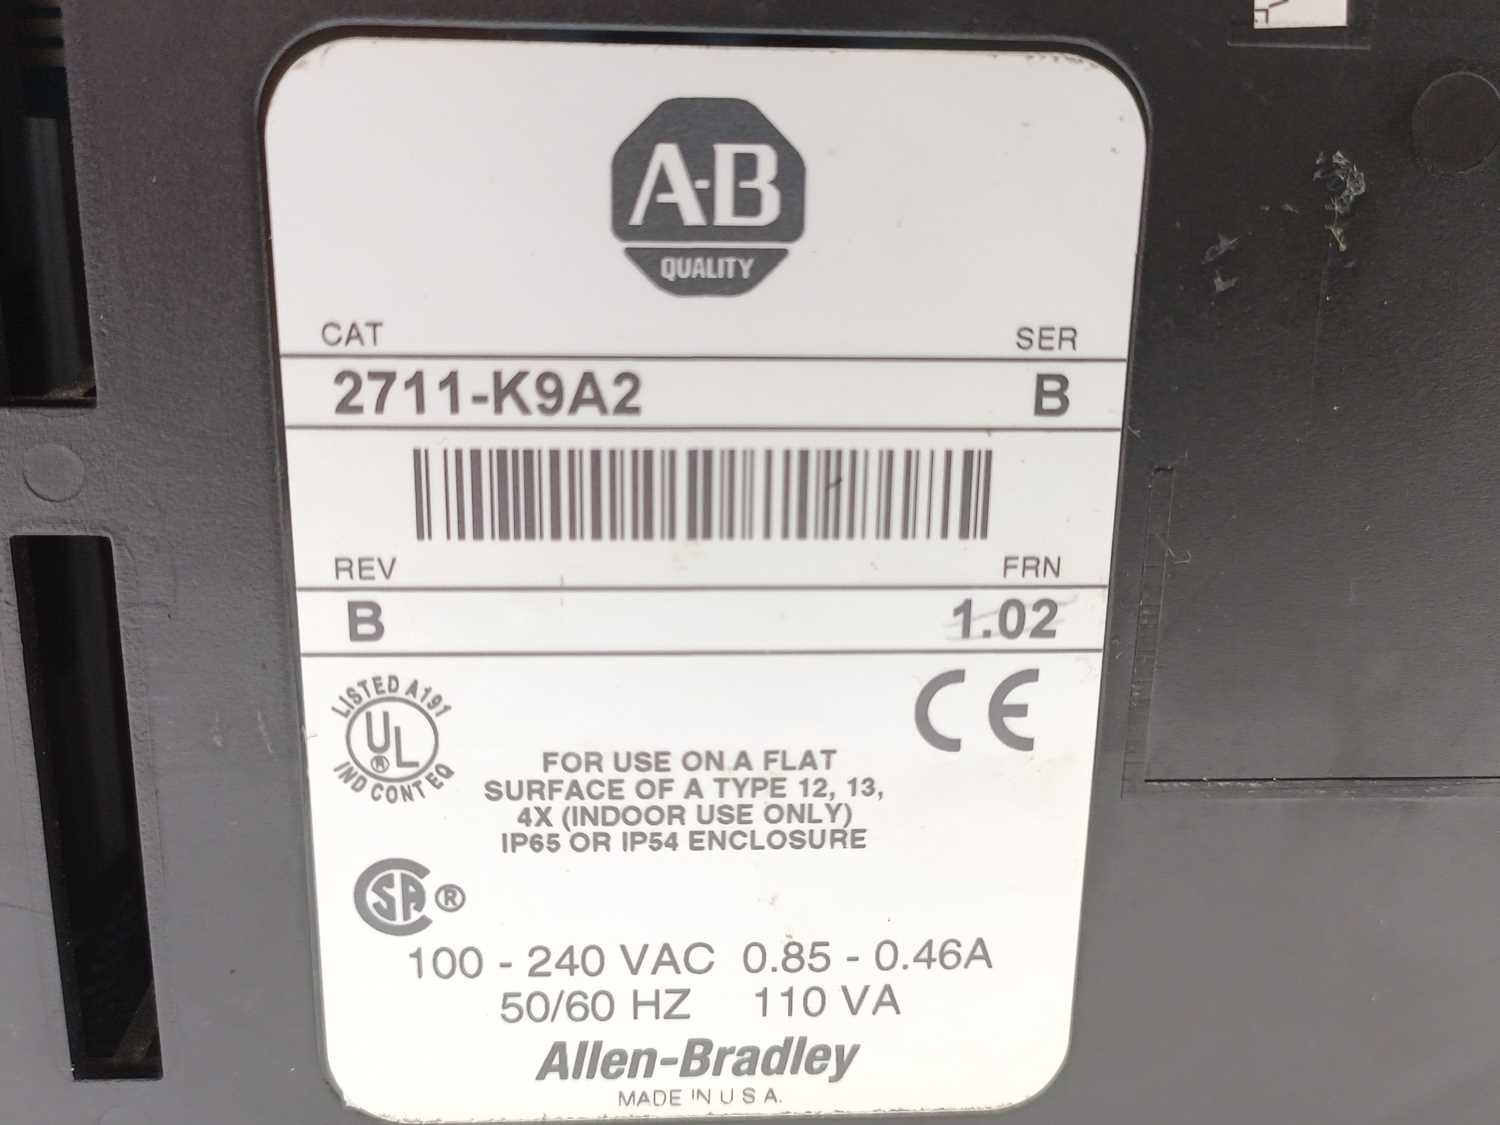 A-B
QUALITY
CAT SER
2711-K9A2 B
REV FRN
B 1.02
LISTED A191
UL ®
IND CONT EQ
CE
FOR USE ON A FLAT
SURFACE OF A TYPE 12, 13,
4X (INDOOR USE ONLY)
IP65 OR IP54 ENCLOSURE
CSA ®
100 - 240 VAC 0.85 - 0.46A
50/60 HZ 110 VA
Allen-Bradley
MADE IN U S A.